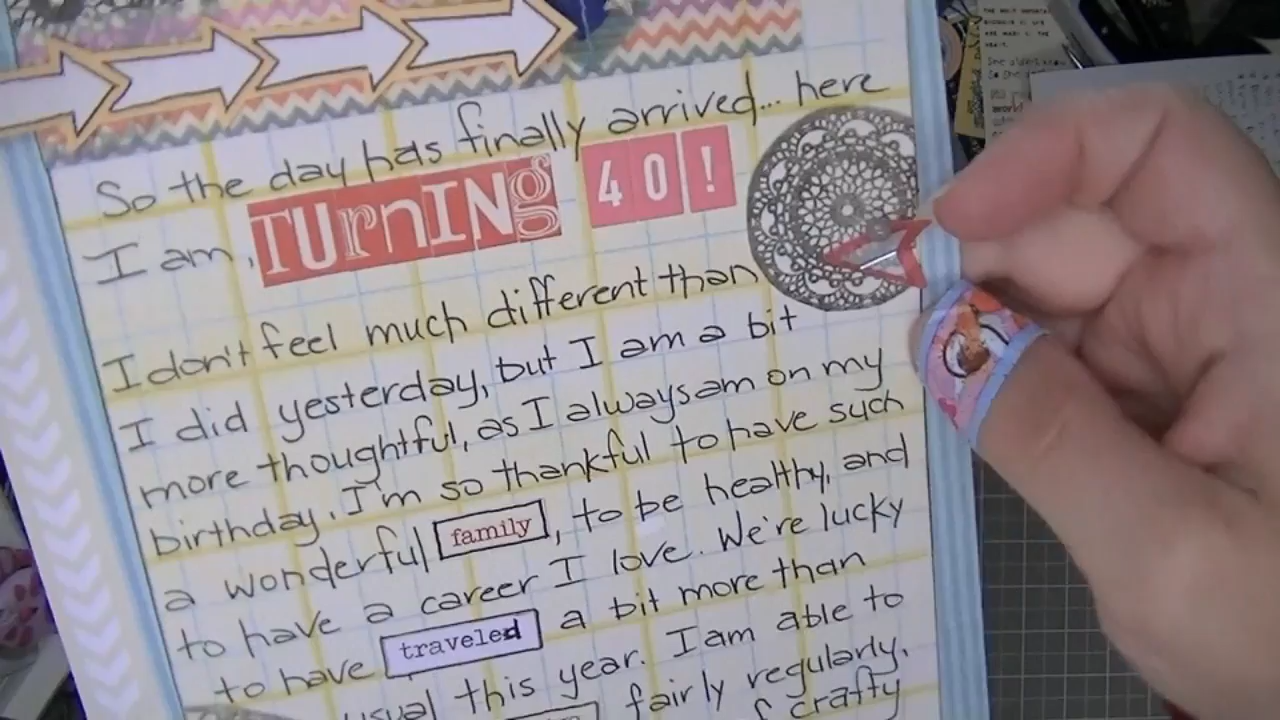 So the day has finally arrived... here
I am, TURNING 40!
I don't feel much different than
I did yesterday, but I am a bit
more thoughtful, as I always am on my
birthday. I'm so thankful to have such
a wonderful family, to be healthy, and
to have a career I love. We're lucky
to have traveled a bit more than
usual this year. I am able to
fairly regularly.
crafty